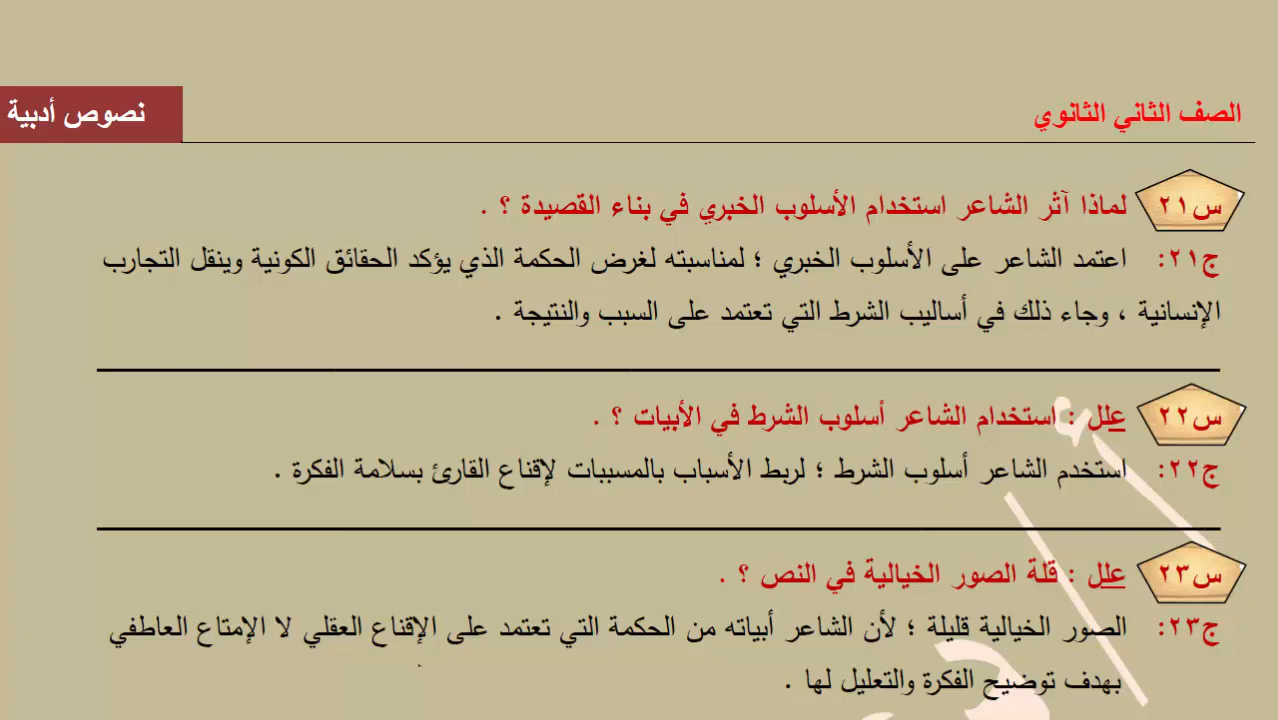 الصف الثاني الثانوي
نصوص أدبية
س٢١ لماذا آثر الشاعر استخدام الأسلوب الخبري في بناء القصيدة ؟ .
ج٢١: اعتمد الشاعر على الأسلوب الخبري ؛ لمناسبته لغرض الحكمة الذي يؤكد الحقائق الكونية وينقل التجارب
الإنسانية ، وجاء ذلك في أساليب الشرط التي تعتمد على السبب والنتيجة .
س٢٢ علل : استخدام الشاعر أسلوب الشرط في الأبيات ؟ .
ج٢٢: استخدم الشاعر أسلوب الشرط ؛ لربط الأسباب بالمسببات لإقناع القارئ بسلامة الفكرة .
س٢٣ علل : قلة الصور الخيالية في النص ؟ .
ج٢٣: الصور الخيالية قليلة ؛ لأن الشاعر أبياته من الحكمة التي تعتمد على الإقناع العقلي لا الإمتاع العاطفي
بهدف توضيح الفكرة والتعليل لها .